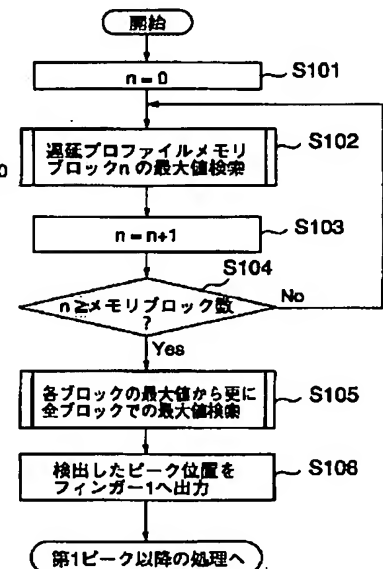 開始
n = 0
S101
遅延プロファイルメモリ
ブロックn の最大値検索
S102
0
n = n+1
S103
S104
n ≧メモリブロック数
?
No
Yes
各ブロックの最大値から更に
全ブロックでの最大値検索
S105
検出したピーク位置を
フィンガー1へ出力
S106
第1ピーク以降の処理へ